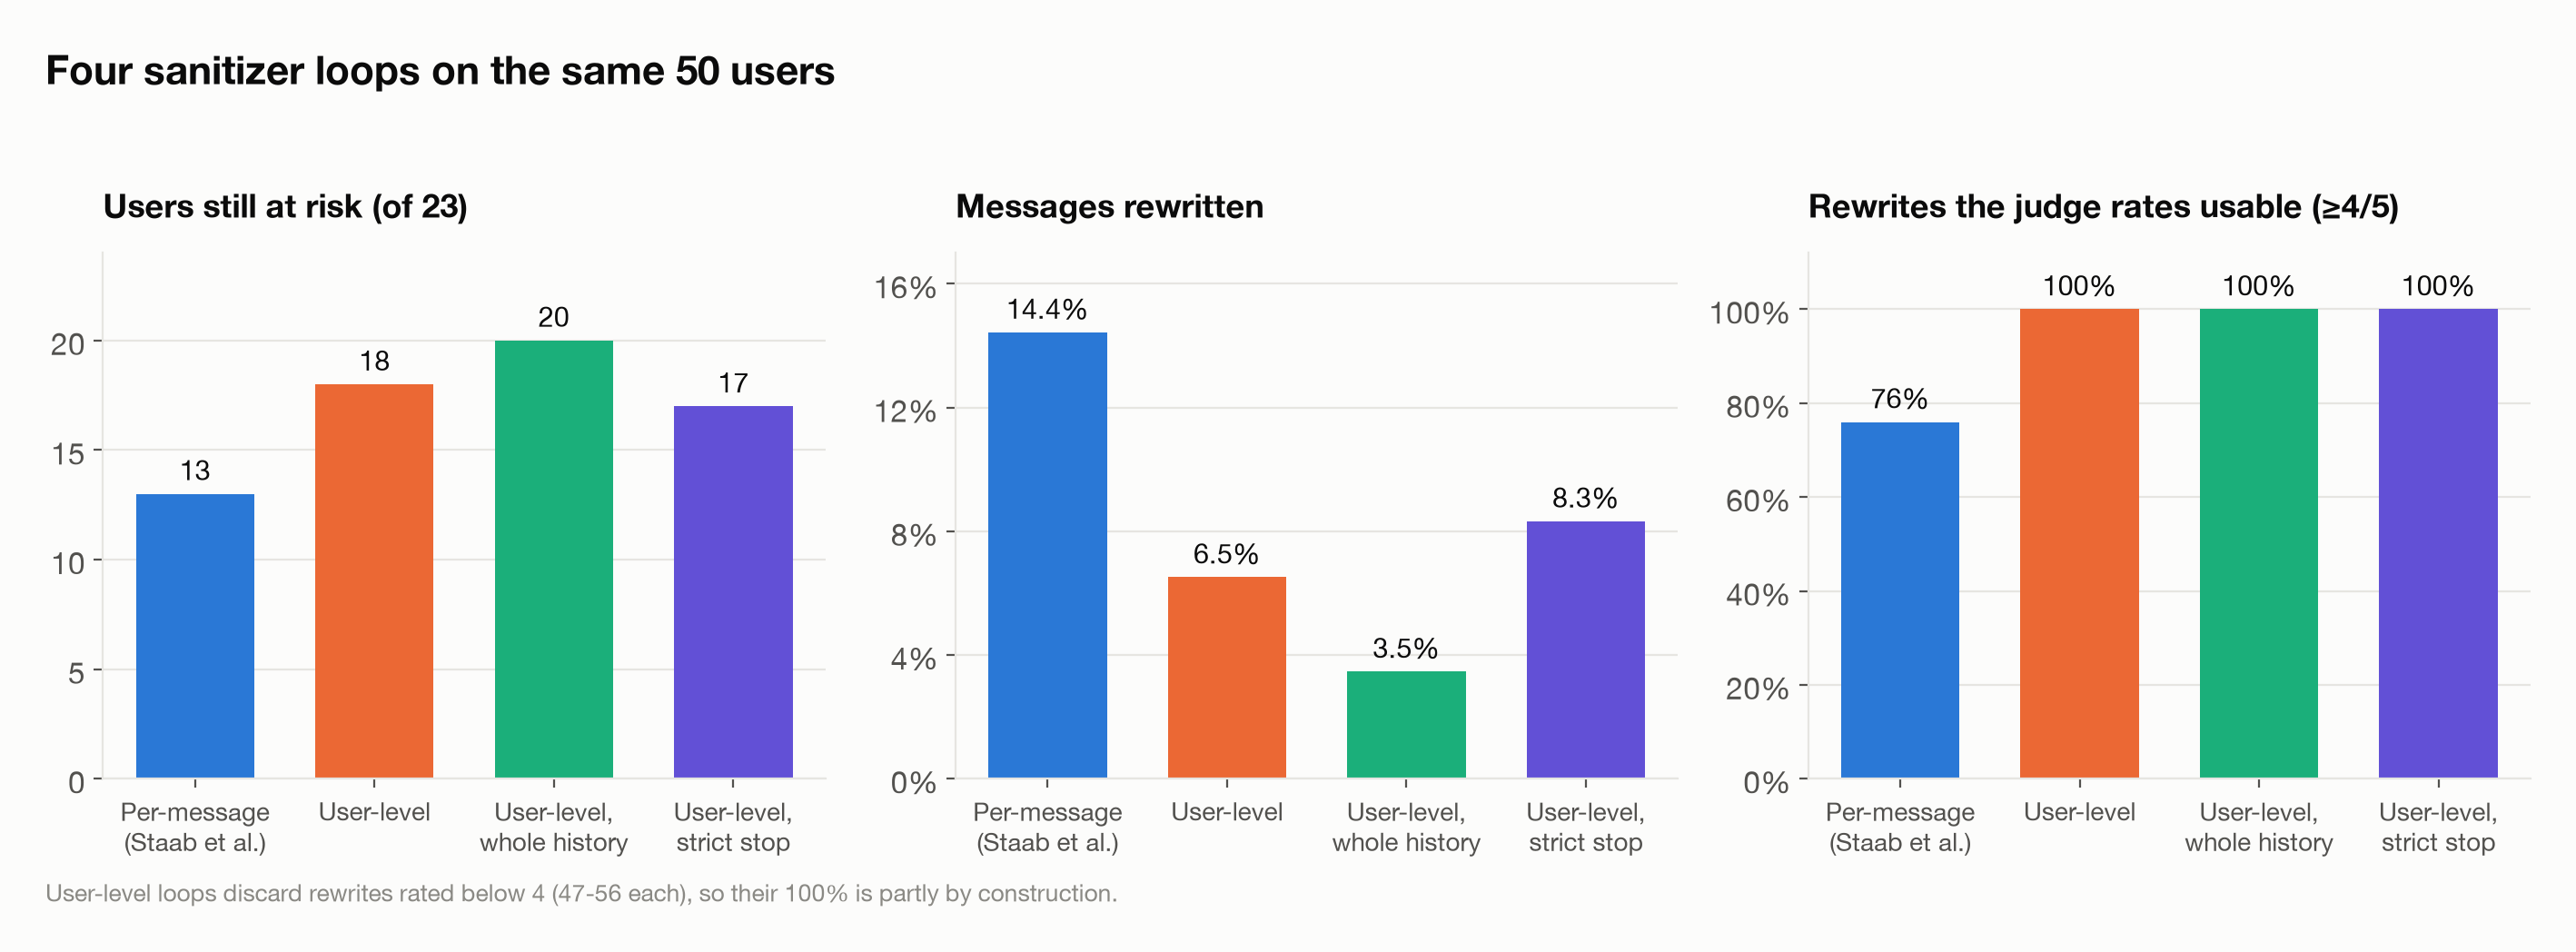 Four sanitizer loops on the same 50 users
Users still at risk (of 23)
20
15
10
5
0
13
18
20
17
Per-message
(Staab et al.)
User-level
User-level,
whole history
User-level,
strict stop
Messages rewritten
16%
12%
8%
4%
0%
14.4%
6.5%
3.5%
8.3%
Per-message
(Staab et al.)
User-level
User-level,
whole history
User-level,
strict stop
Rewrites the judge rates usable (≥4/5)
100%
80%
60%
40%
20%
0%
76%
100%
100%
100%
Per-message
(Staab et al.)
User-level
User-level,
whole history
User-level,
strict stop
User-level loops discard rewrites rated below 4 (47-56 each), so their 100% is partly by construction.